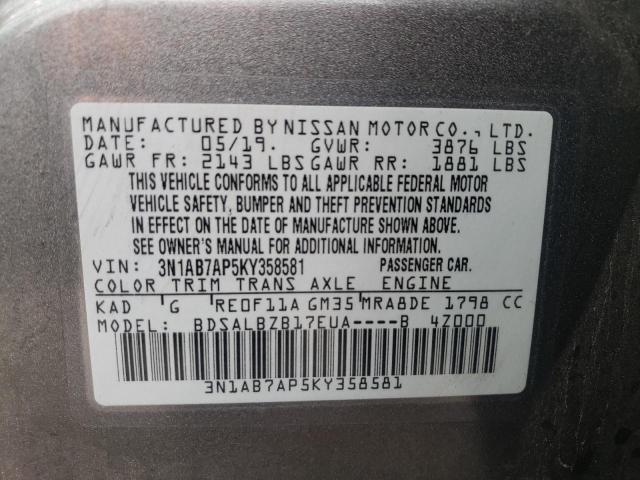 MANUFACTURED BY NISSAN MOTOR CO., LTD.
DATE: 05/19. GVWR: 3876 LBS
GAWR FR: 2143 LBS GAWR RR: 1881 LBS
THIS VEHICLE CONFORMS TO ALL APPLICABLE FEDERAL MOTOR
VEHICLE SAFETY, BUMPER AND THEFT PREVENTION STANDARDS
IN EFFECT ON THE DATE OF MANUFACTURE SHOWN ABOVE.
SEE OWNER'S MANUAL FOR ADDITIONAL INFORMATION.
VIN: 3N1AB7AP5KY358581 PASSENGER CAR.
COLOR TRIM TRANS AXLE ENGINE
KAD G RE0F11A GM35 MRA8DE 1798 CC
MODEL: BDSALBZB17EUA----B 4Z000
3N1AB7AP5KY358581